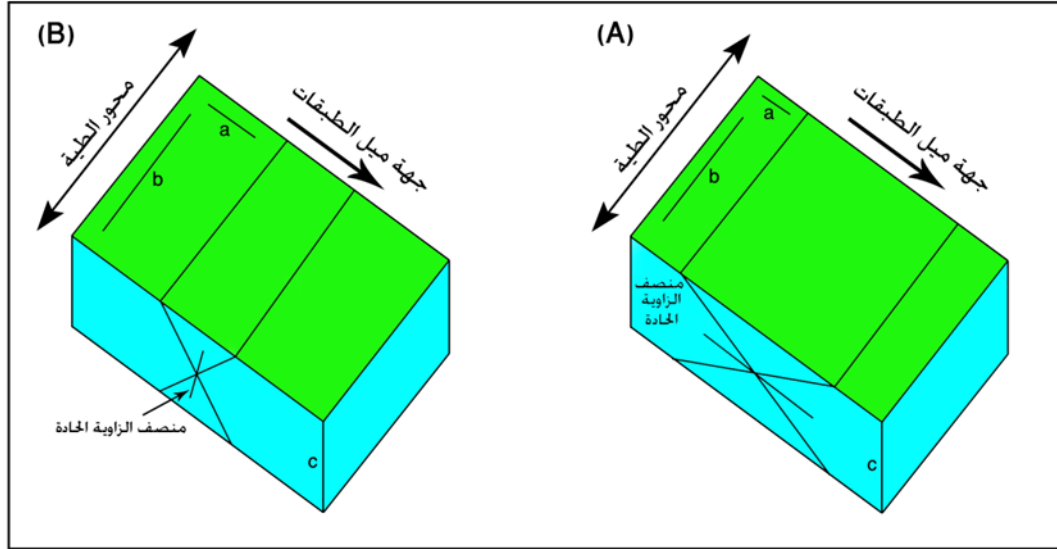 (B)
محور الطية
a
b
جهة ميل الطبقات
منصف الزاوية الحادة
c
(A)
محور الطية
a
b
جهة ميل الطبقات
منصف
الزاوية
الحادة
c